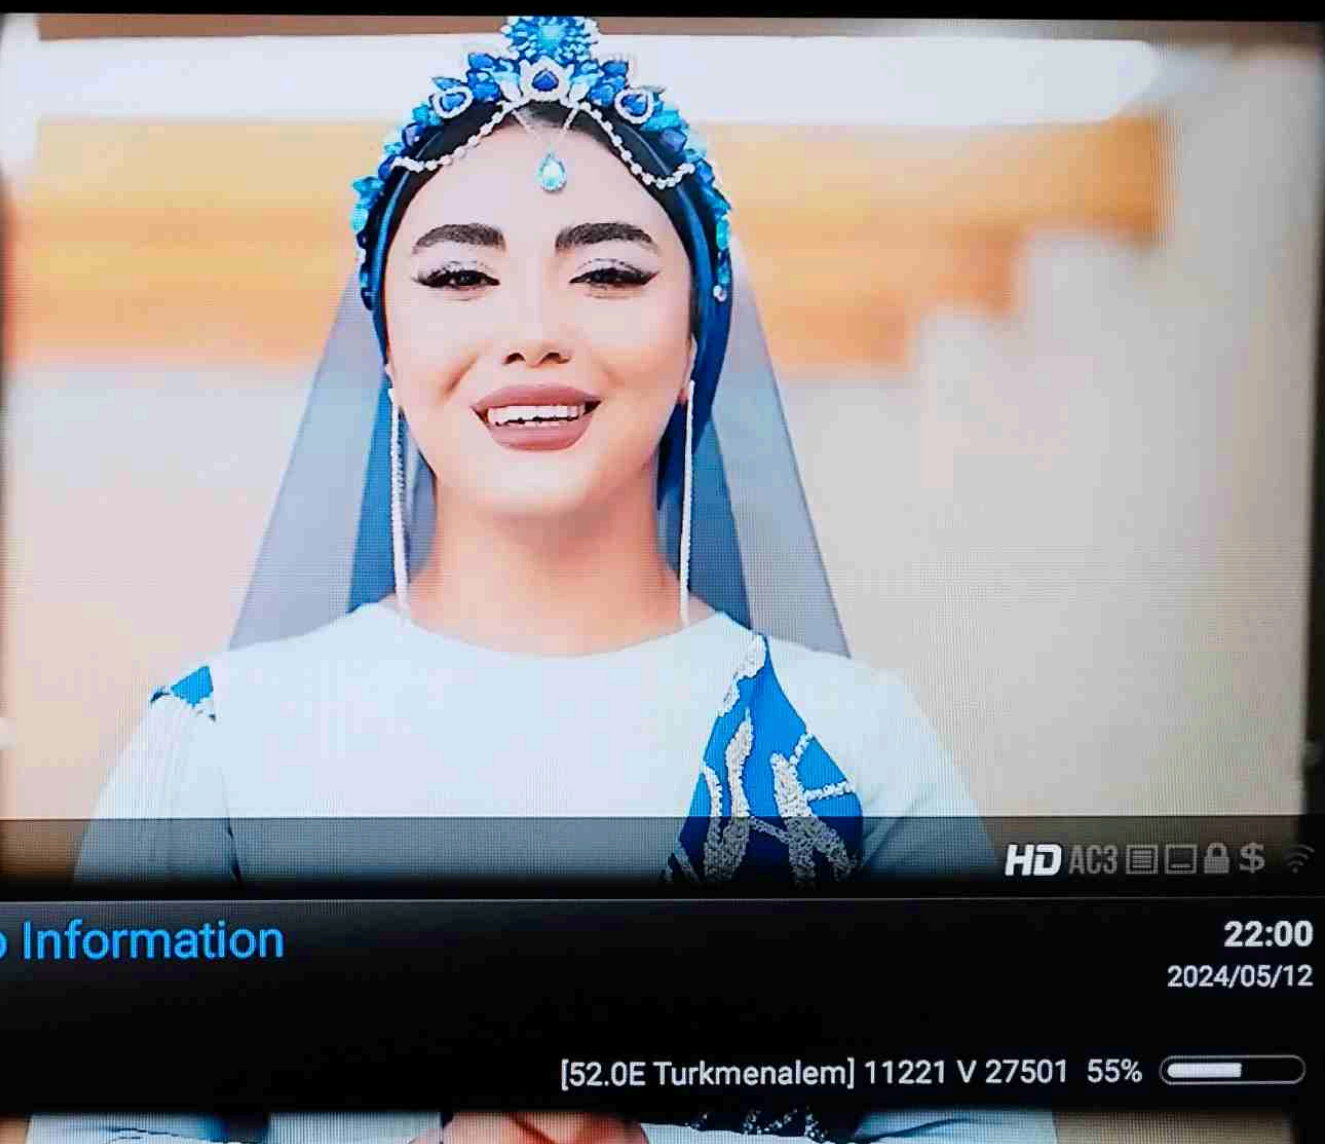 HD AC3 $
Information
22:00
2024/05/12
[52.0E Turkmenalem] 11221 V 27501 55%